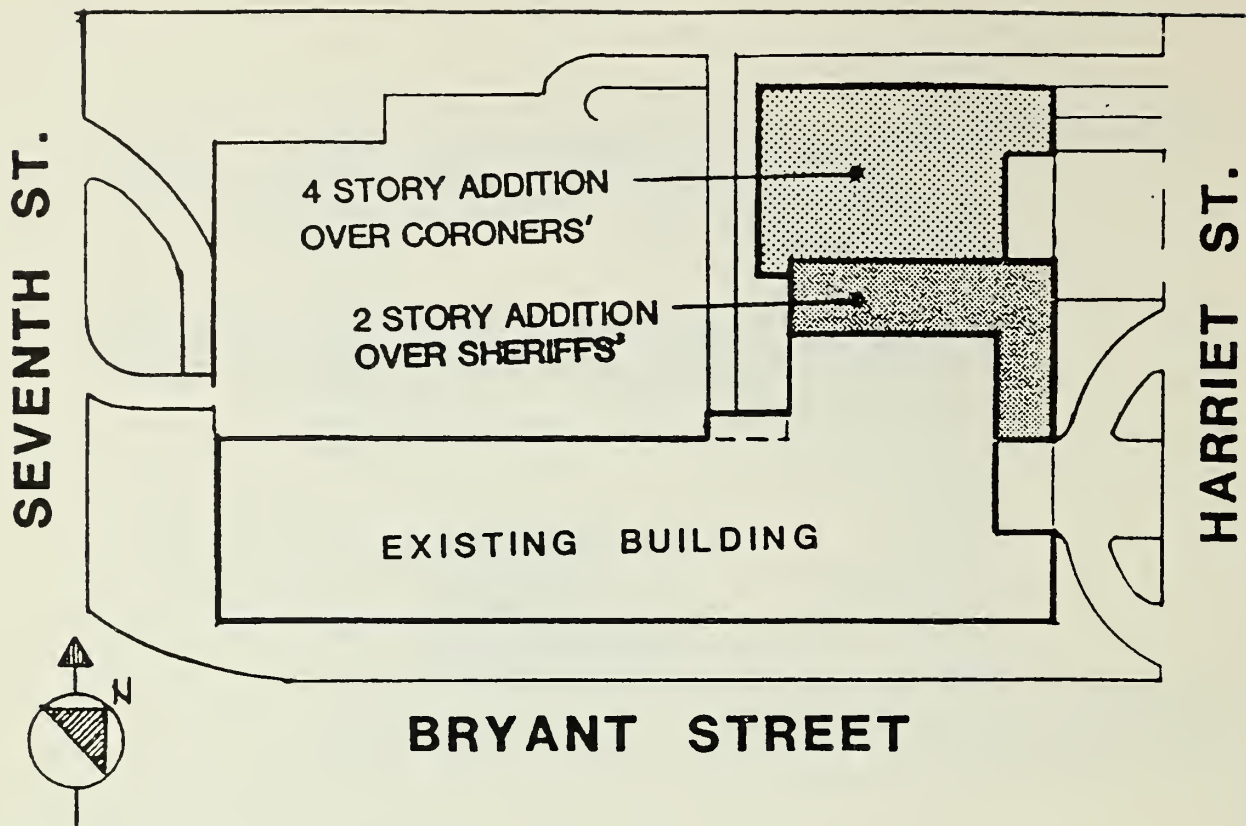 SEVENTH ST.
4 STORY ADDITION
OVER CORONERS'
2 STORY ADDITION
OVER SHERIFFS'
EXISTING BUILDING
HARRIET ST.
N
BRYANT STREET